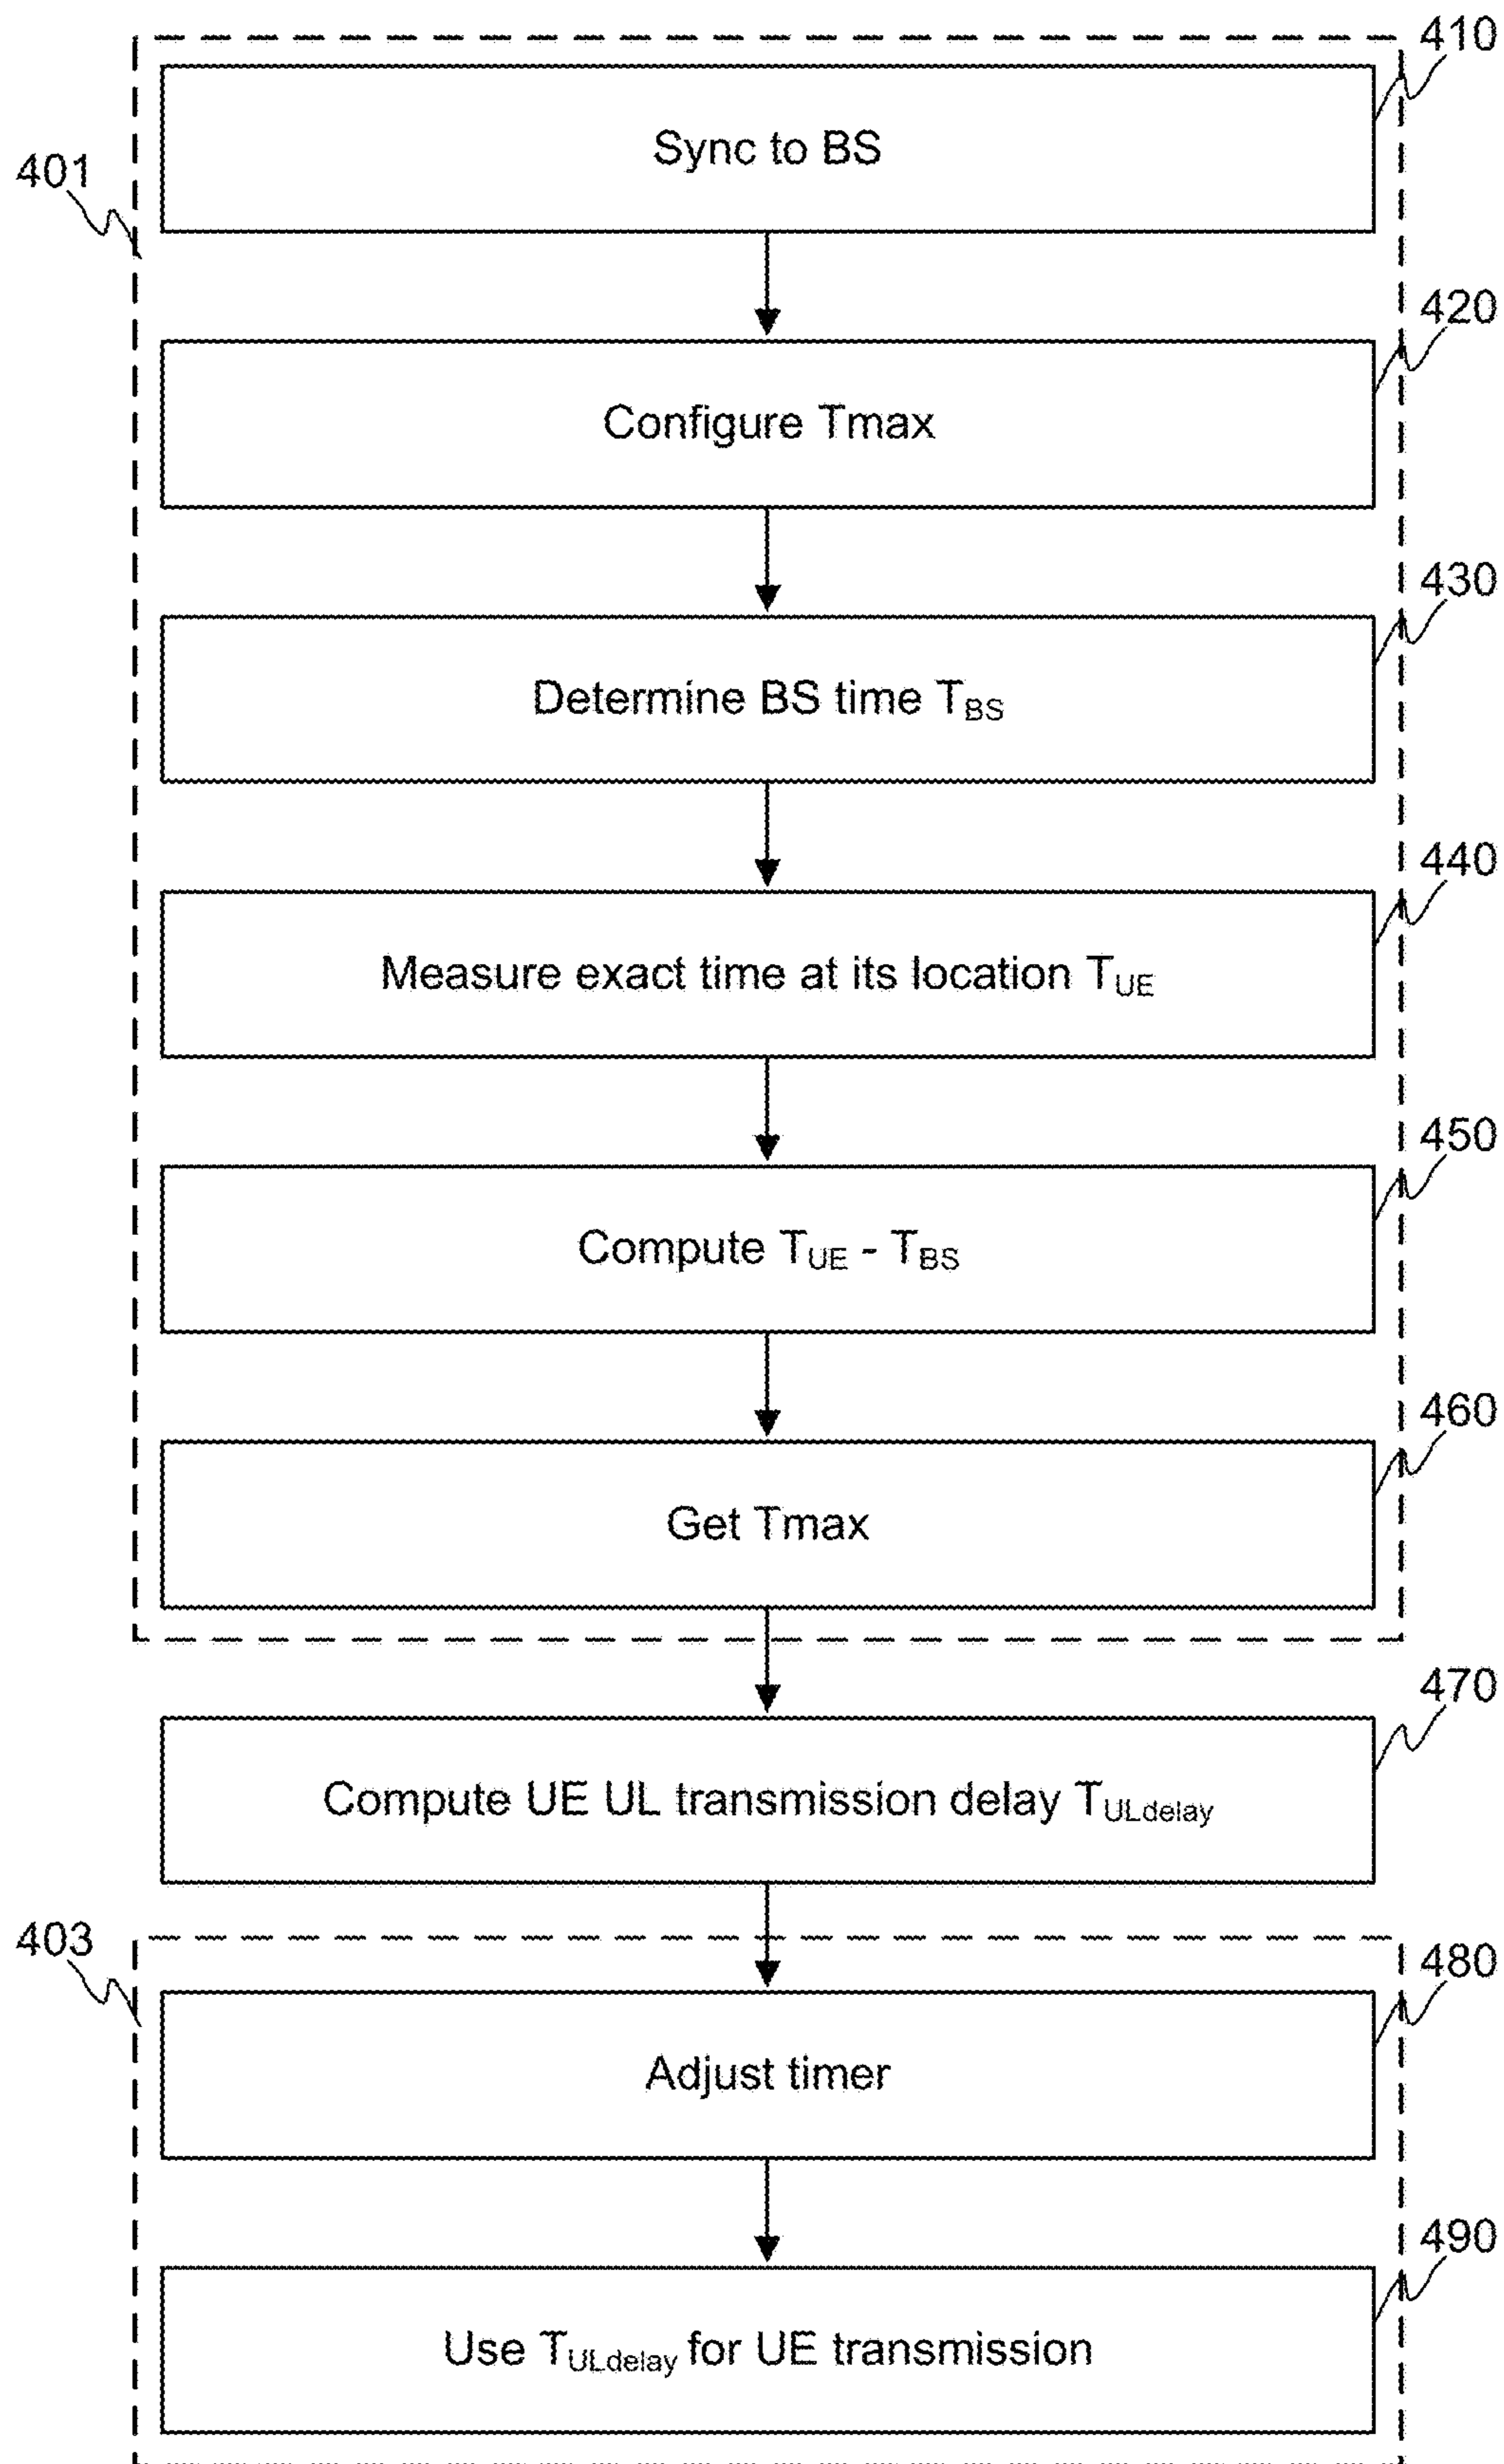 410
Sync to BS
401
420
Configure Tmax
430
Determine BS time TBS
440
Measure exact time at its location TUE
450
Compute TUE - TBS
460
Get Tmax
470
Compute UE UL transmission delay TULdelay
403
480
Adjust timer
490
Use TULdelay for UE transmission